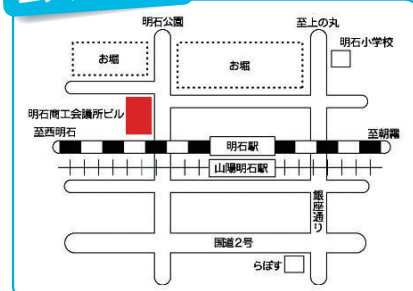 明石公園
至上の丸
明石小学校
お堀
お堀
明石商工会議所ビル
至西明石
明石駅
至朝霧
山陽明石駅
銀座通り
国道2号
らぽす